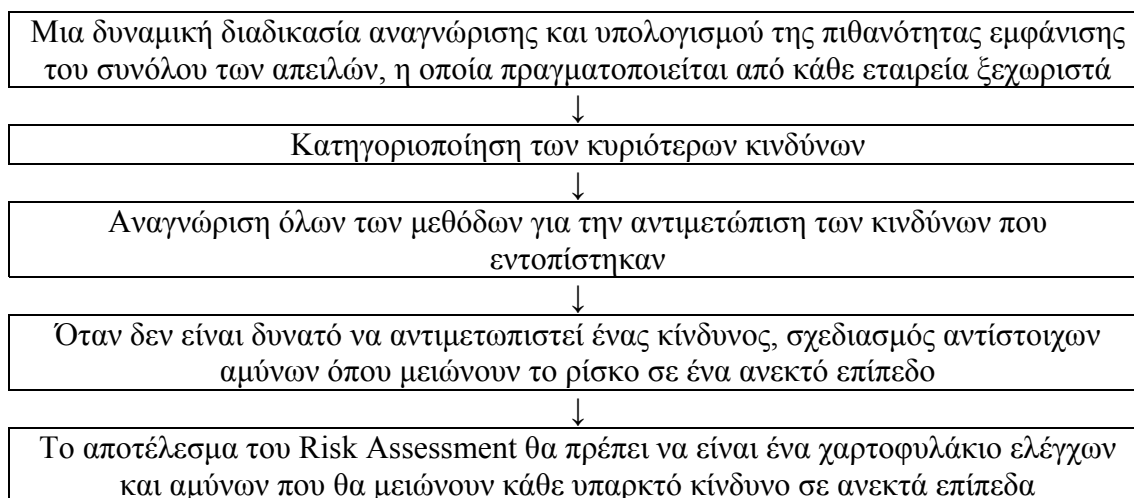 Μια δυναμική διαδικασία αναγνώρισης και υπολογισμού της πιθανότητας εμφάνισης
του συνόλου των απειλών, η οποία πραγματοποιείται από κάθε εταιρεία ξεχωριστά
↓
Κατηγοριοποίηση των κυριότερων κινδύνων
↓
Αναγνώριση όλων των μεθόδων για την αντιμετώπιση των κινδύνων που
εντοπίστηκαν
↓
Όταν δεν είναι δυνατό να αντιμετωπιστεί ένας κίνδυνος, σχεδιασμός αντίστοιχων
αμύνων όπου μειώνουν το ρίσκο σε ένα ανεκτό επίπεδο
↓
Το αποτέλεσμα του Risk Assessment θα πρέπει να είναι ένα χαρτοφυλάκιο ελέγχων
και αμύνων που θα μειώνουν κάθε υπαρκτό κίνδυνο σε ανεκτά επίπεδα